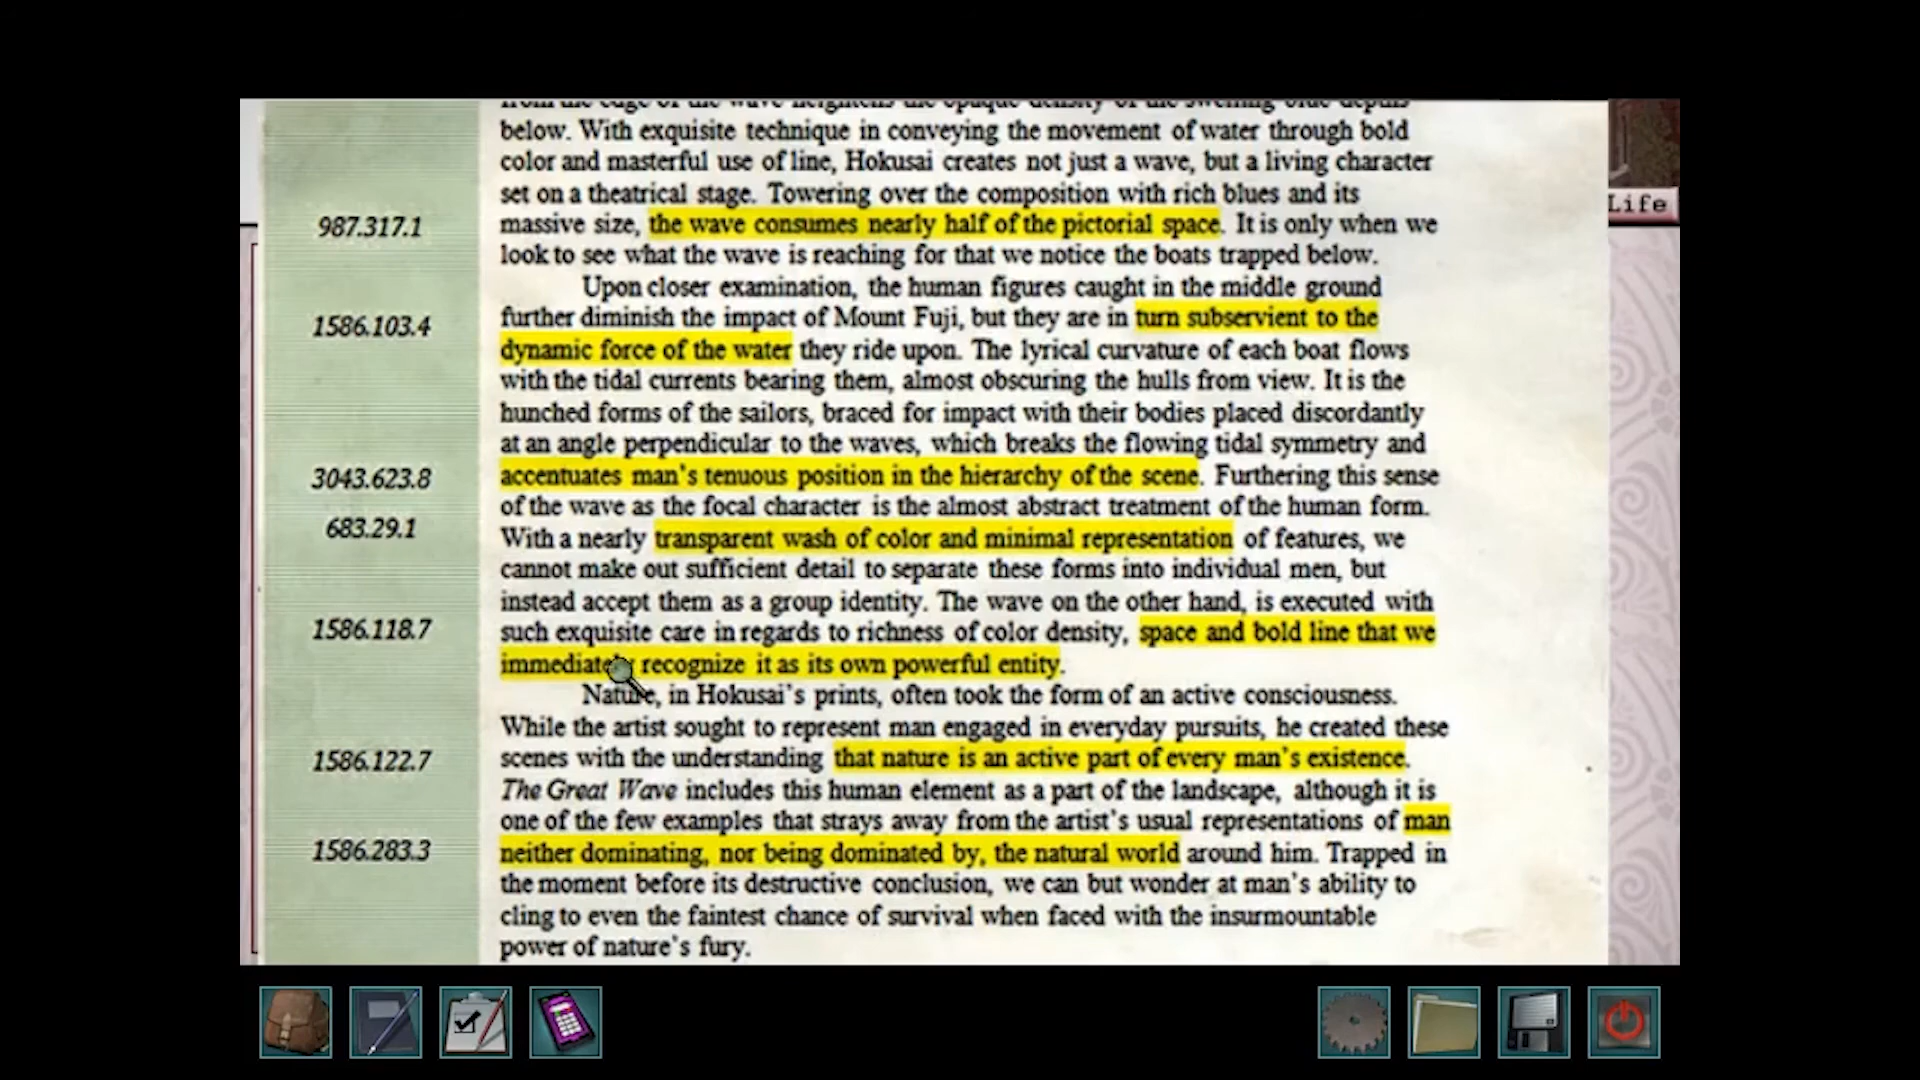 from the edge of the wave heightens the opaque density of the swelling blue depths
below. With exquisite technique in conveying the movement of water through bold
color and masterful use of line, Hokusai creates not just a wave, but a living character
set on a theatrical stage. Towering over the composition with rich blues and its
987.317.1
massive size, the wave consumes nearly half of the pictorial space. It is only when we
look to see what the wave is reaching for that we notice the boats trapped below.
Upon closer examination, the human figures caught in the middle ground
1586.103.4
further diminish the impact of Mount Fuji, but they are in turn subservient to the
dynamic force of the water they ride upon. The lyrical curvature of each boat flows
with the tidal currents bearing them, almost obscuring the hulls from view. It is the
hunched forms of the sailors, braced for impact with their bodies placed discordantly
at an angle perpendicular to the waves, which breaks the flowing tidal symmetry and
3043.623.8
accentuates man's tenuous position in the hierarchy of the scene. Furthering this sense
of the wave as the focal character is the almost abstract treatment of the human form.
683.29.1
With a nearly transparent wash of color and minimal representation of features, we
cannot make out sufficient detail to separate these forms into individual men, but
instead accept them as a group identity. The wave on the other hand, is executed with
1586.118.7
such exquisite care in regards to richness of color density, space and bold line that we
immediately recognize it as its own powerful entity.
Nature, in Hokusai's prints, often took the form of an active consciousness.
While the artist sought to represent man engaged in everyday pursuits, he created these
1586.122.7
scenes with the understanding that nature is an active part of every man's existence.
The Great Wave includes this human element as a part of the landscape, although it is
one of the few examples that strays away from the artist's usual representations of man
1586.283.3
neither dominating, nor being dominated by, the natural world around him. Trapped in
the moment before its destructive conclusion, we can but wonder at man's ability to
cling to even the faintest chance of survival when faced with the insurmountable
power of nature's fury.
Life